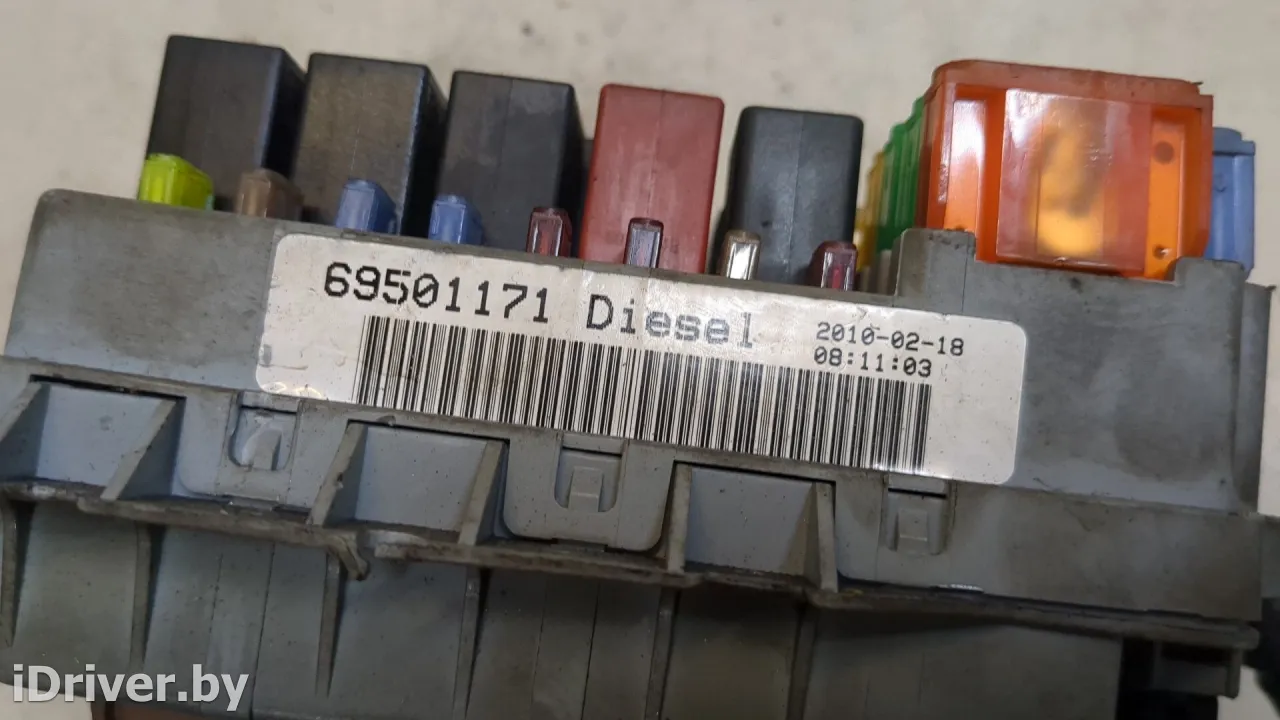 69501171 Diesel
2010-02-18
08:11:03
iDriver.by